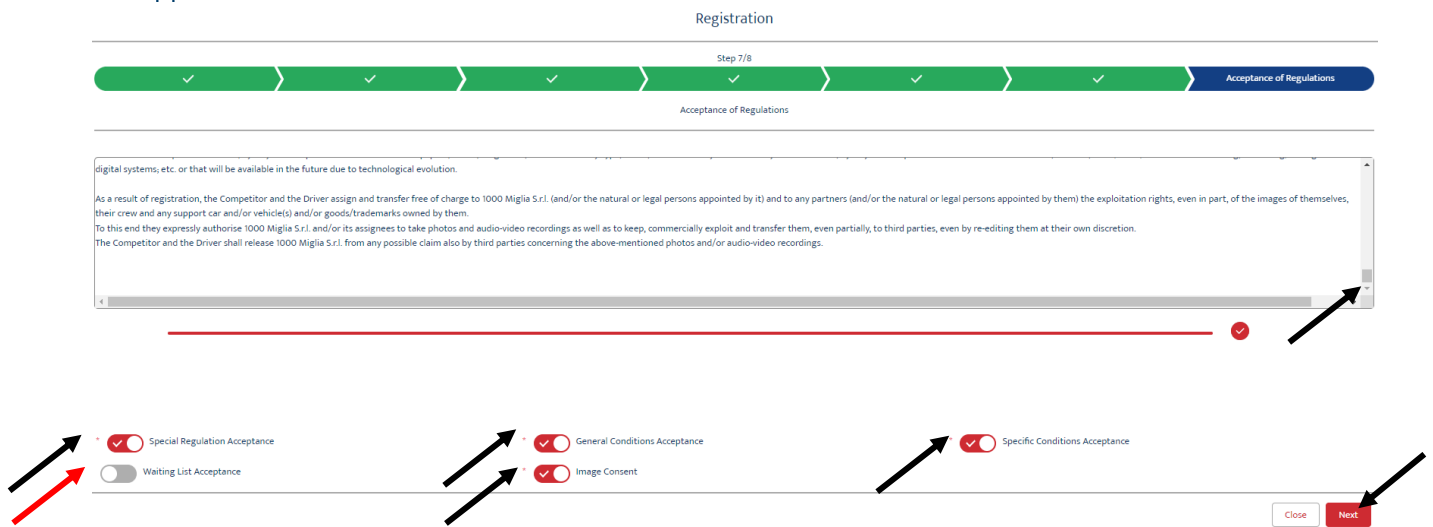 Registration
Step 7/8
Acceptance of Regulations
Acceptance of Regulations
digital systems; etc. or that will be available in the future due to technological evolution.
As a result of registration, the Competitor and the Driver assign and transfer free of charge to 1000 Miglia S.r.l. (and/or the natural or legal persons appointed by it) and to any partners (and/or the natural or legal persons appointed by them) the exploitation rights, even in part, of the images of themselves,
their crew and any support car and/or vehicle(s) and/or goods/trademarks owned by them.
To this end they expressly authorise 1000 Miglia S.r.l. and/or its assignees to take photos and audio-video recordings as well as to keep, commercially exploit and transfer them, even partially, to third parties, even by re-editing them at their own discretion.
The Competitor and the Driver shall release 1000 Miglia S.r.l. from any possible claim also by third parties concerning the above-mentioned photos and/or audio-video recordings.
* Special Regulation Acceptance
* General Conditions Acceptance
* Specific Conditions Acceptance
Waiting List Acceptance
* Image Consent
Close
Next